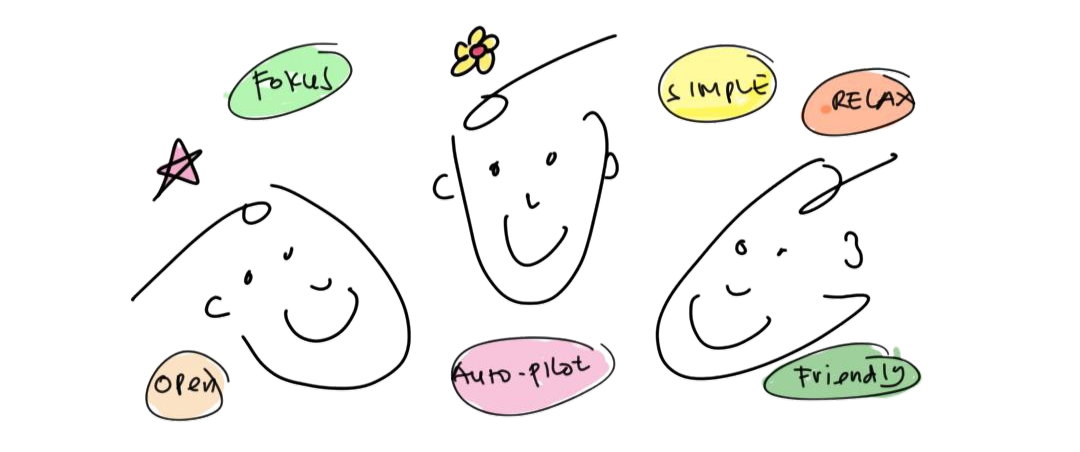 FOKUS
SIMPLE
RELAX
OPEN
AUTO-PILOT
Friendly